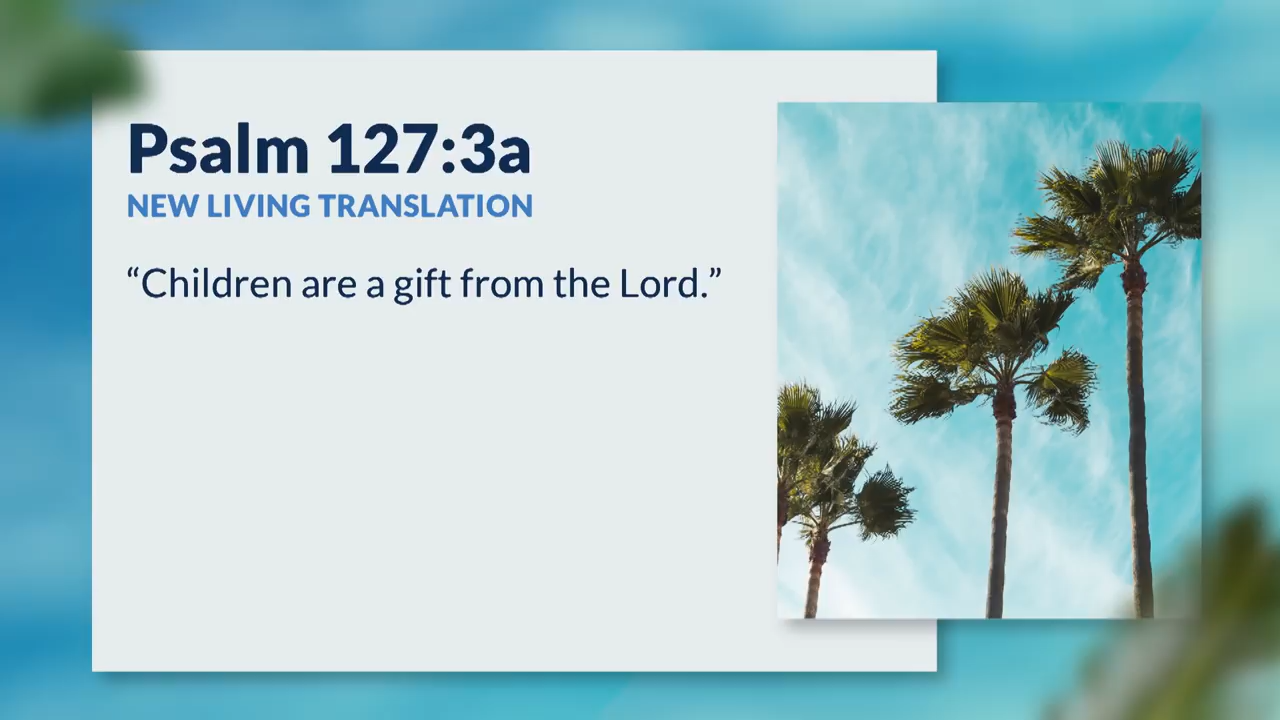 Psalm 127:3a
NEW LIVING TRANSLATION
“Children are a gift from the Lord.”